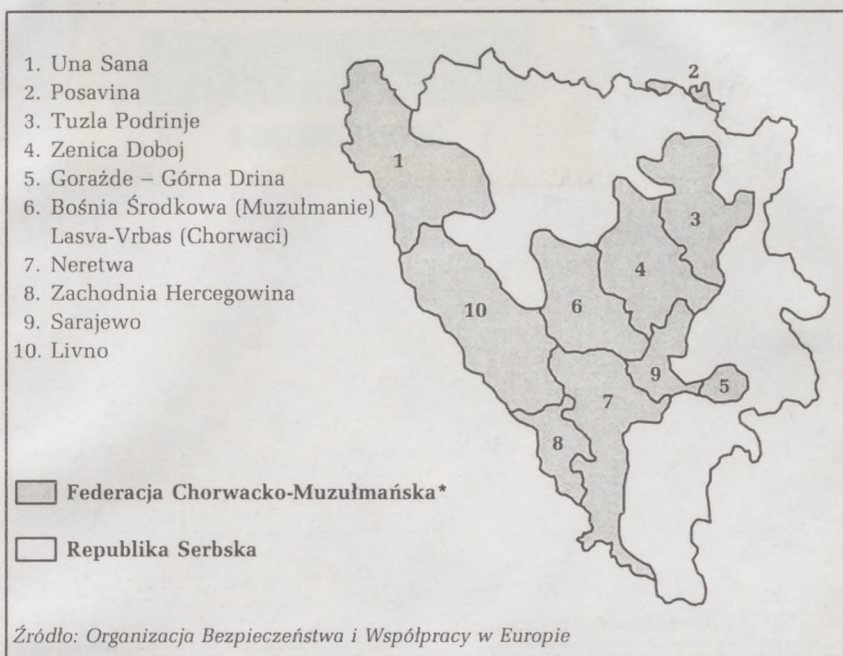 1. Una Sana
2. Posavina
3. Tuzla Podrinje
4. Zenica Doboj
5. Gorażde – Górna Drina
6. Bośnia Środkowa (Muzułmanie)
Lasva-Vrbas (Chorwaci)
7. Neretwa
8. Zachodnia Hercegowina
9. Sarajewo
10. Livno
2
1
3
4
10
6
9
5
7
8
Federacja Chorwacko-Muzułmańska*
Republika Serbska
Źródło: Organizacja Bezpieczeństwa i Współpracy w Europie